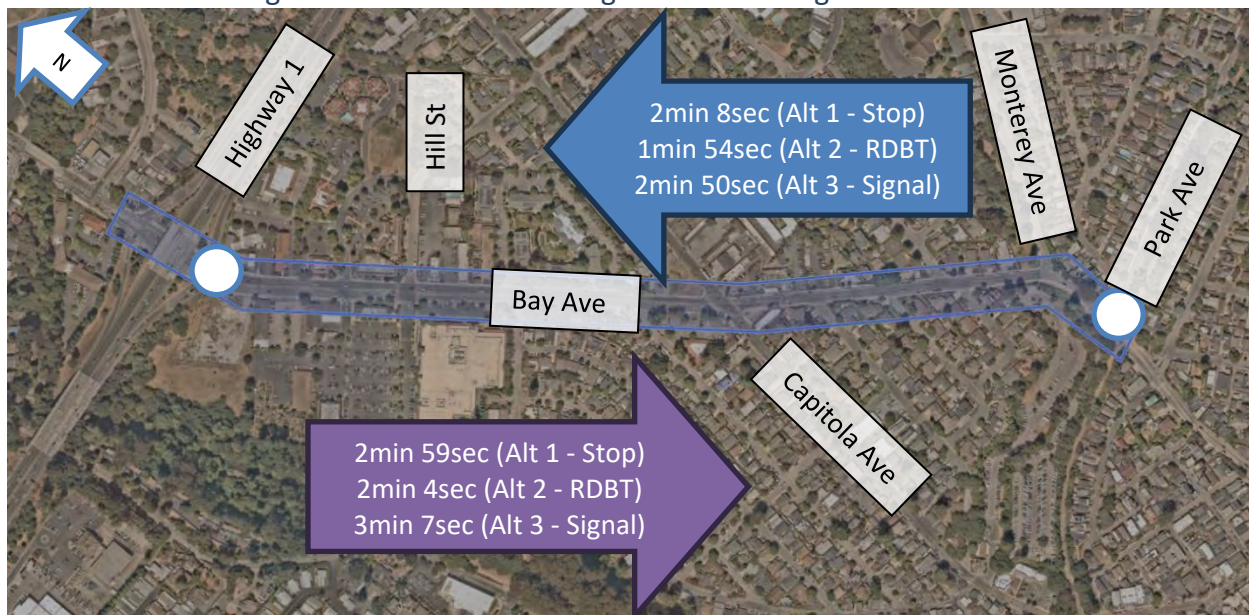 N
Highway 1
Hill St
2min 8sec (Alt 1 - Stop)
1min 54sec (Alt 2 - RDBT)
2min 50sec (Alt 3 - Signal)
Monterey Ave
Park Ave
Bay Ave
Capitola Ave
2min 59sec (Alt 1 - Stop)
2min 4sec (Alt 2 - RDBT)
3min 7sec (Alt 3 - Signal)